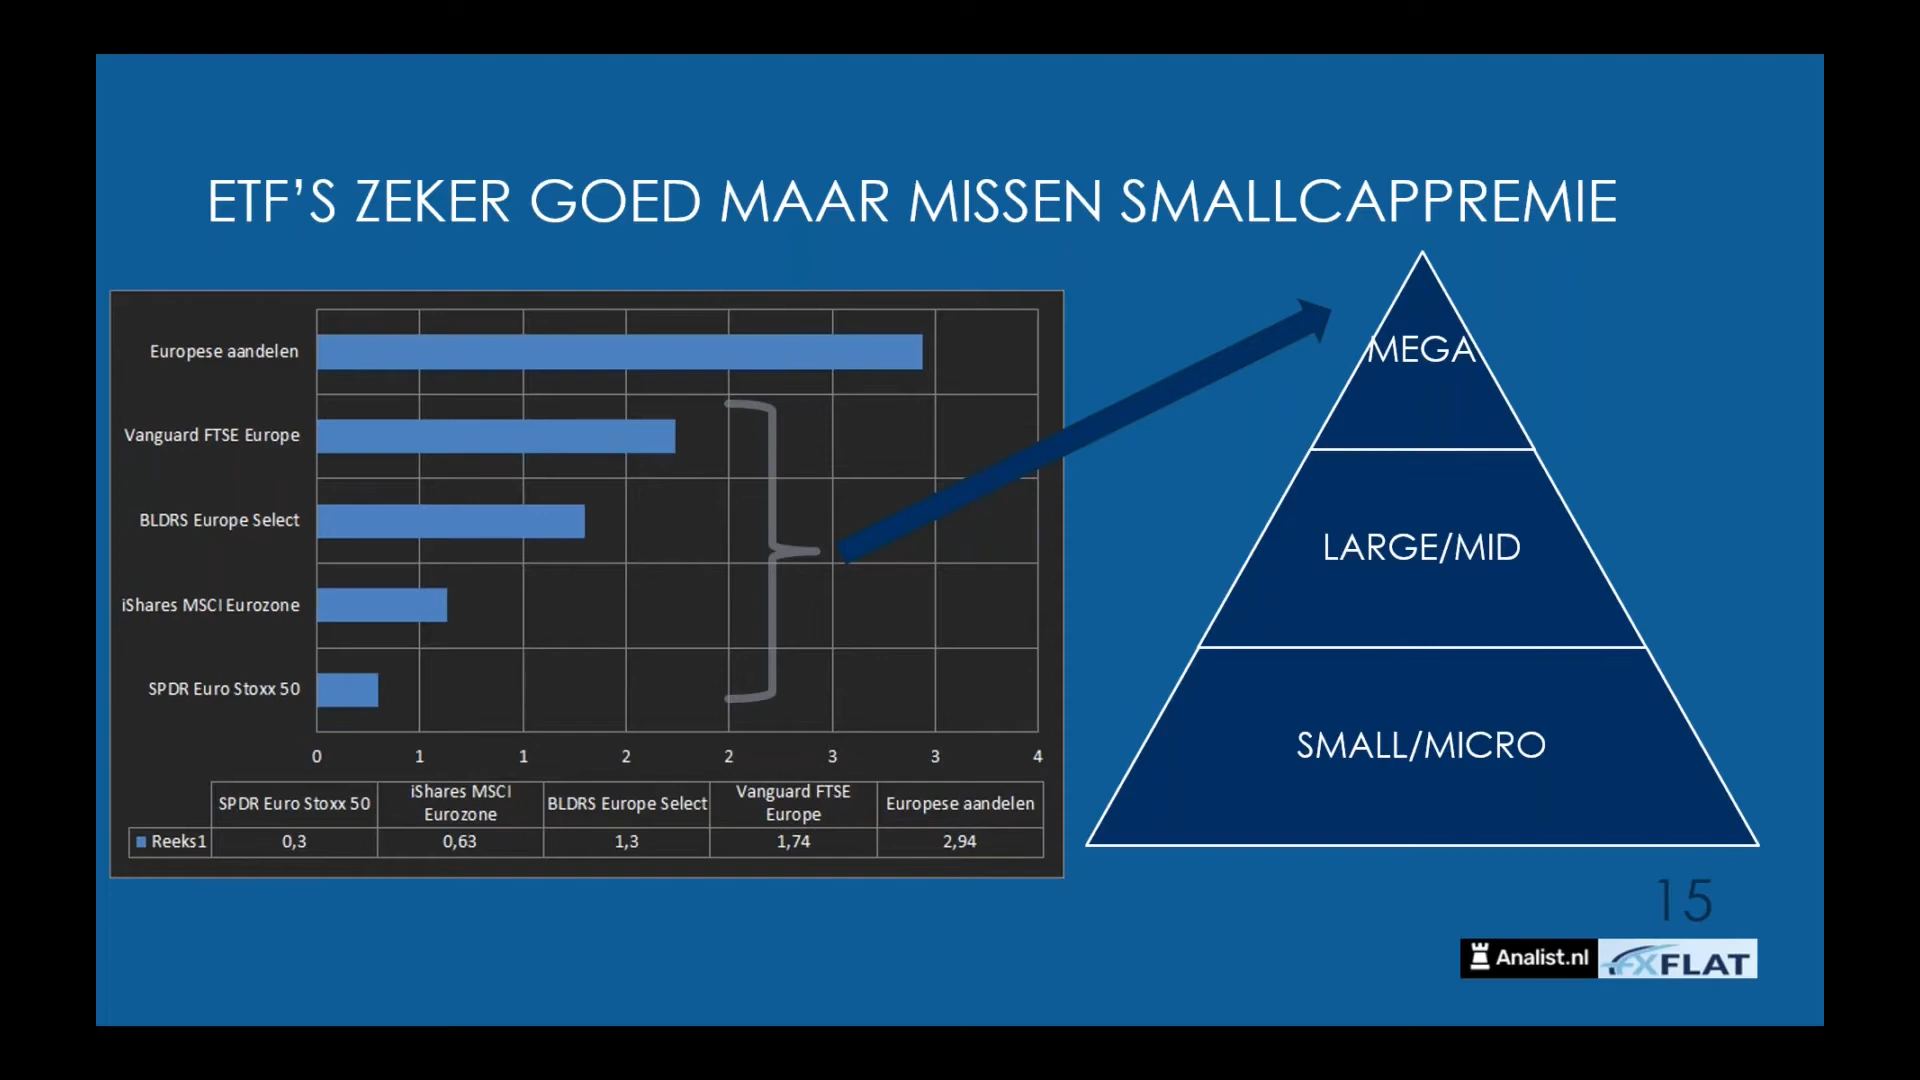 ETF’S ZEKER GOED MAAR MISSEN SMALLCAPPREMIE
Europese aandelen
Vanguard FTSE Europe
BLDRS Europe Select
iShares MSCI Eurozone
SPDR Euro Stoxx 50
0 1 1 2 2 3 3 4
SPDR Euro Stoxx 50 iShares MSCI Eurozone BLDRS Europe Select Vanguard FTSE Europe Europese aandelen
Reeks1 0,3 0,63 1,3 1,74 2,94
MEGA
LARGE/MID
SMALL/MICRO
15
Analist.nl FXFLAT